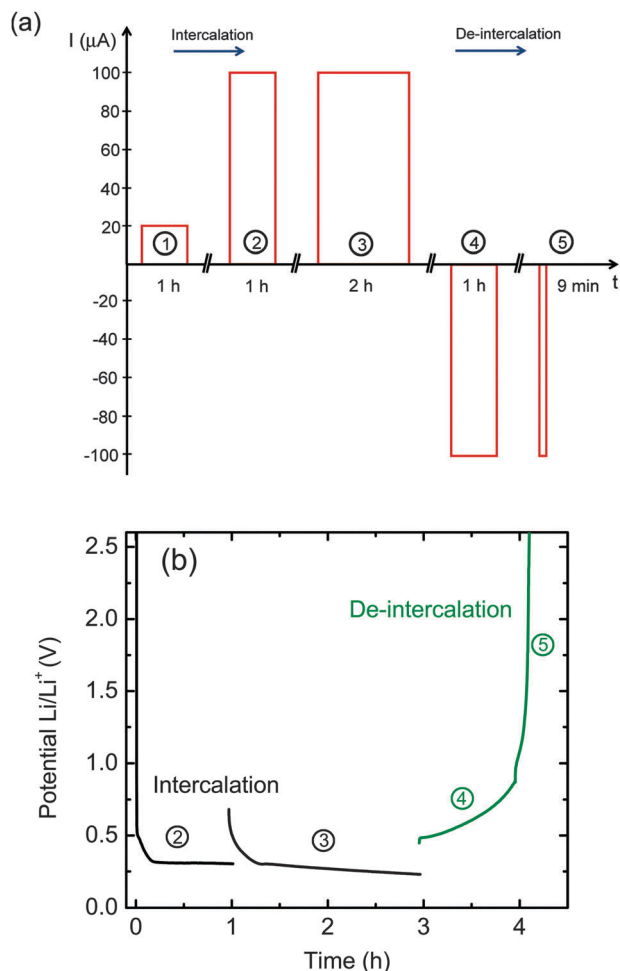 (a)
I (μA)
Intercalation
De-intercalation
100
80
60
40
20
1 2 3 4 5
1 h 1 h 2 h 1 h 9 min
t
-20
-40
-60
-80
-100
(b)
2.5
De-intercalation
2.0
5
1.5
Potential Li/Li⁺ (V)
1.0
Intercalation
4
0.5
2 3
0.0
0 1 2 3 4
Time (h)